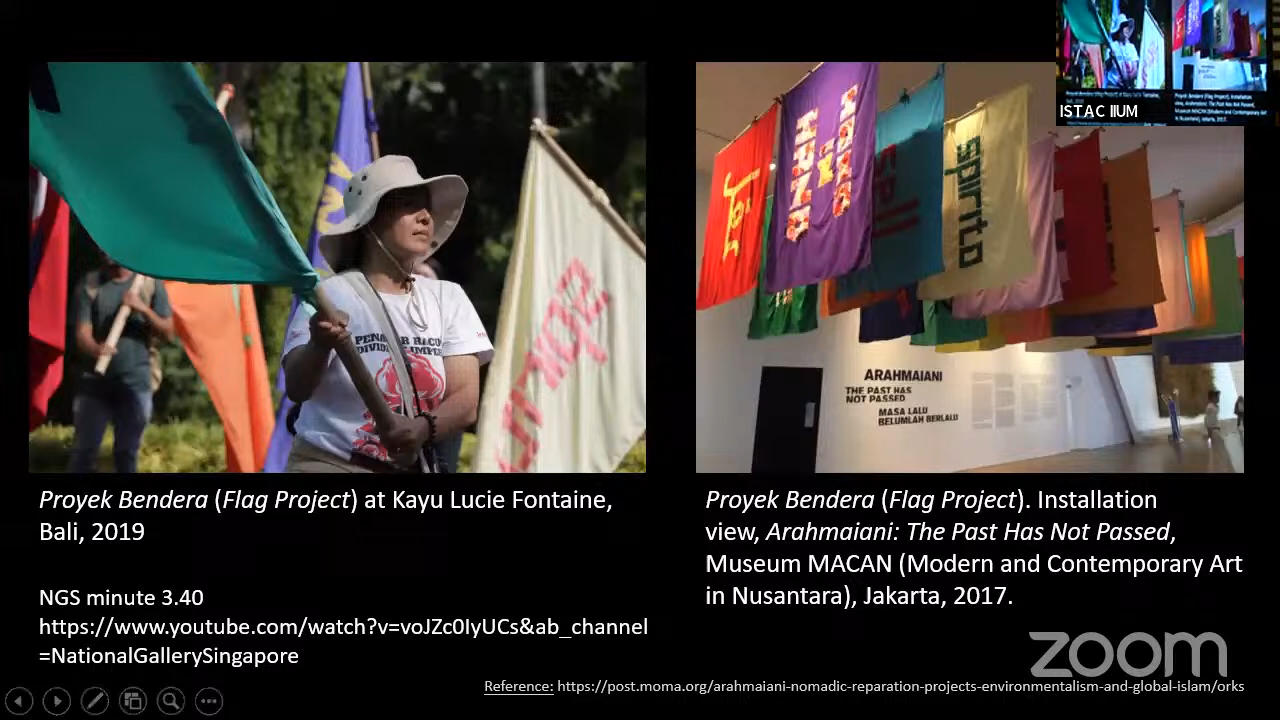 ISTAC IIUM
spirito
ARAHMAIANI
THE PAST HAS
NOT PASSED
MASA LALU
BELUMLAH BERLALU
Proyek Bendera (Flag Project) at Kayu Lucie Fontaine,
Bali, 2019
NGS minute 3.40
https://www.youtube.com/watch?v=voJZc0IyUCs&ab_channel
=NationalGallerySingapore
Proyek Bendera (Flag Project). Installation
view, Arahmaiani: The Past Has Not Passed,
Museum MACAN (Modern and Contemporary Art
in Nusantara), Jakarta, 2017.
zoom
Reference: https://post.moma.org/arahmaiani-nomadic-reparation-projects-environmentalism-and-global-islam/orks